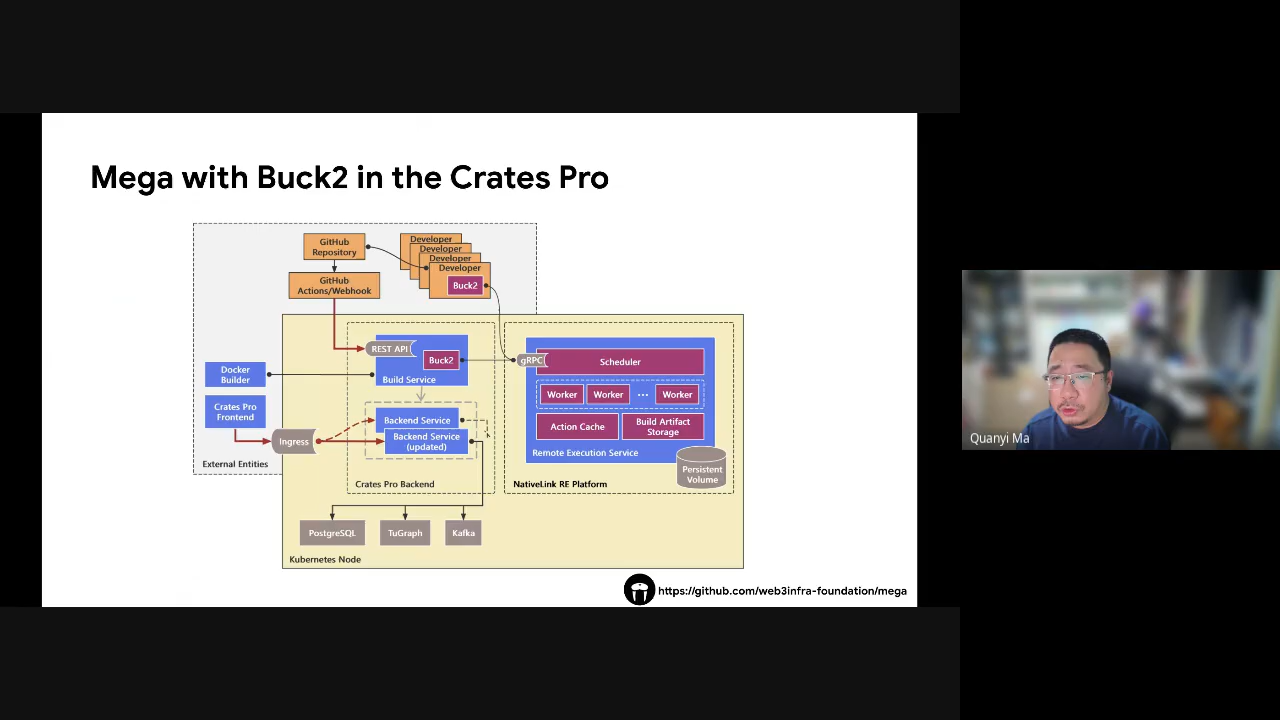 Mega with Buck2 in the Crates Pro
GitHub
Repository
Developer
Developer
Developer
Developer
Buck2
GitHub
Actions/Webhook
REST API
Buck2
Build Service
gRPC
Scheduler
Worker
Worker
...
Worker
Action Cache
Build Artifact
Storage
Remote Execution Service
Persistent
Volume
NativeLink RE Platform
Docker
Builder
Crates Pro
Frontend
Ingress
External Entities
Backend Service
Backend Service
(updated)
Crates Pro Backend
PostgreSQL
TuGraph
Kafka
Kubernetes Node
https://github.com/web3infra-foundation/mega
Quanyi Ma